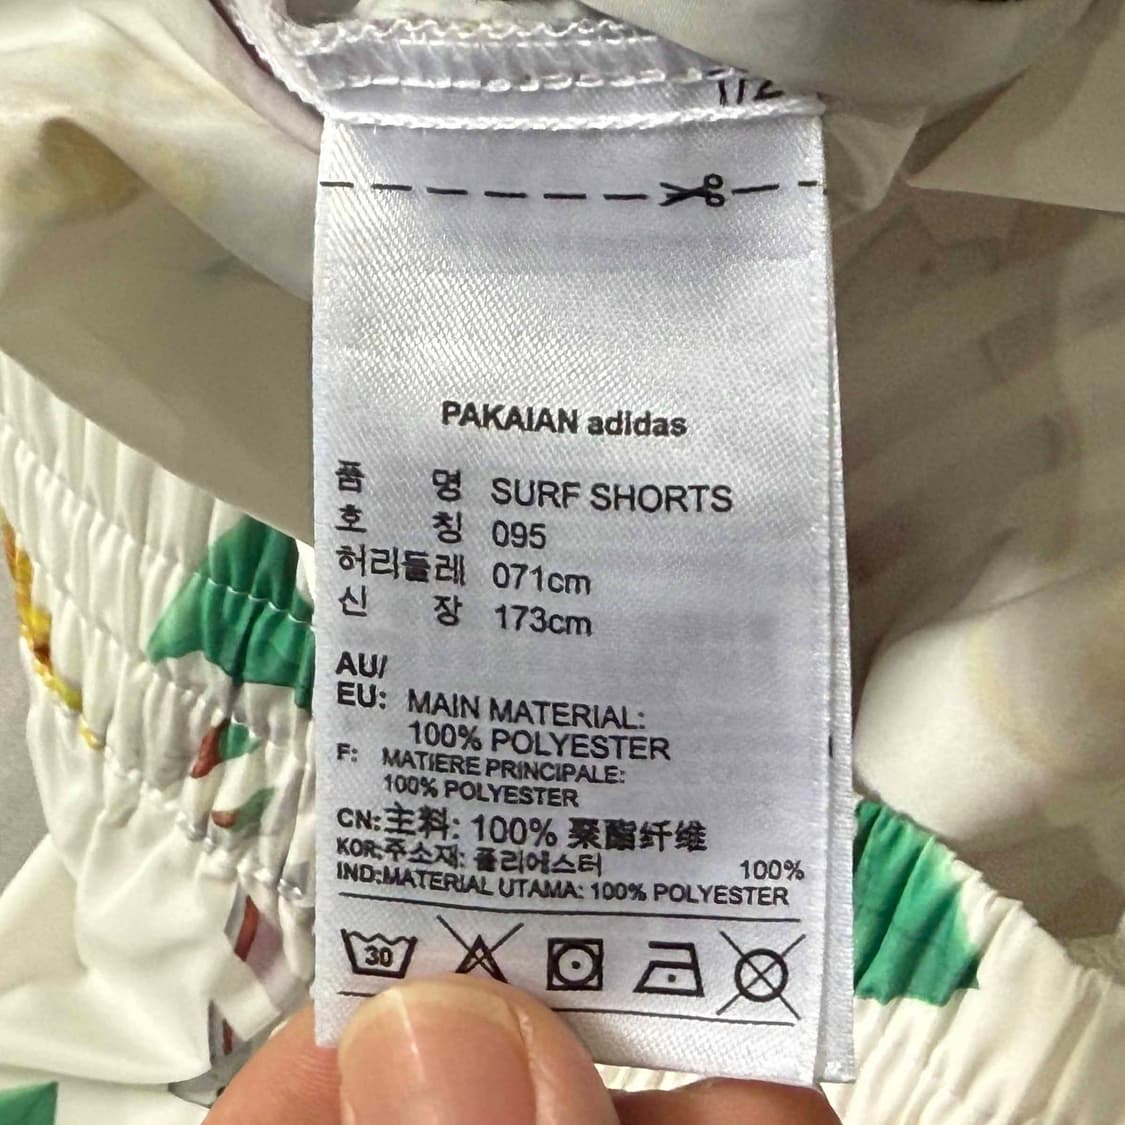 1/2
PAKAIAN adidas
품 명 SURF SHORTS
호 칭 095
허리둘레 071cm
신 장 173cm
AU/
EU: MAIN MATERIAL:
100% POLYESTER
F: MATIERE PRINCIPALE:
100% POLYESTER
CN:主料: 100% 聚酯纤维
KOR:주소재: 폴리에스터 100%
IND:MATERIAL UTAMA: 100% POLYESTER
30